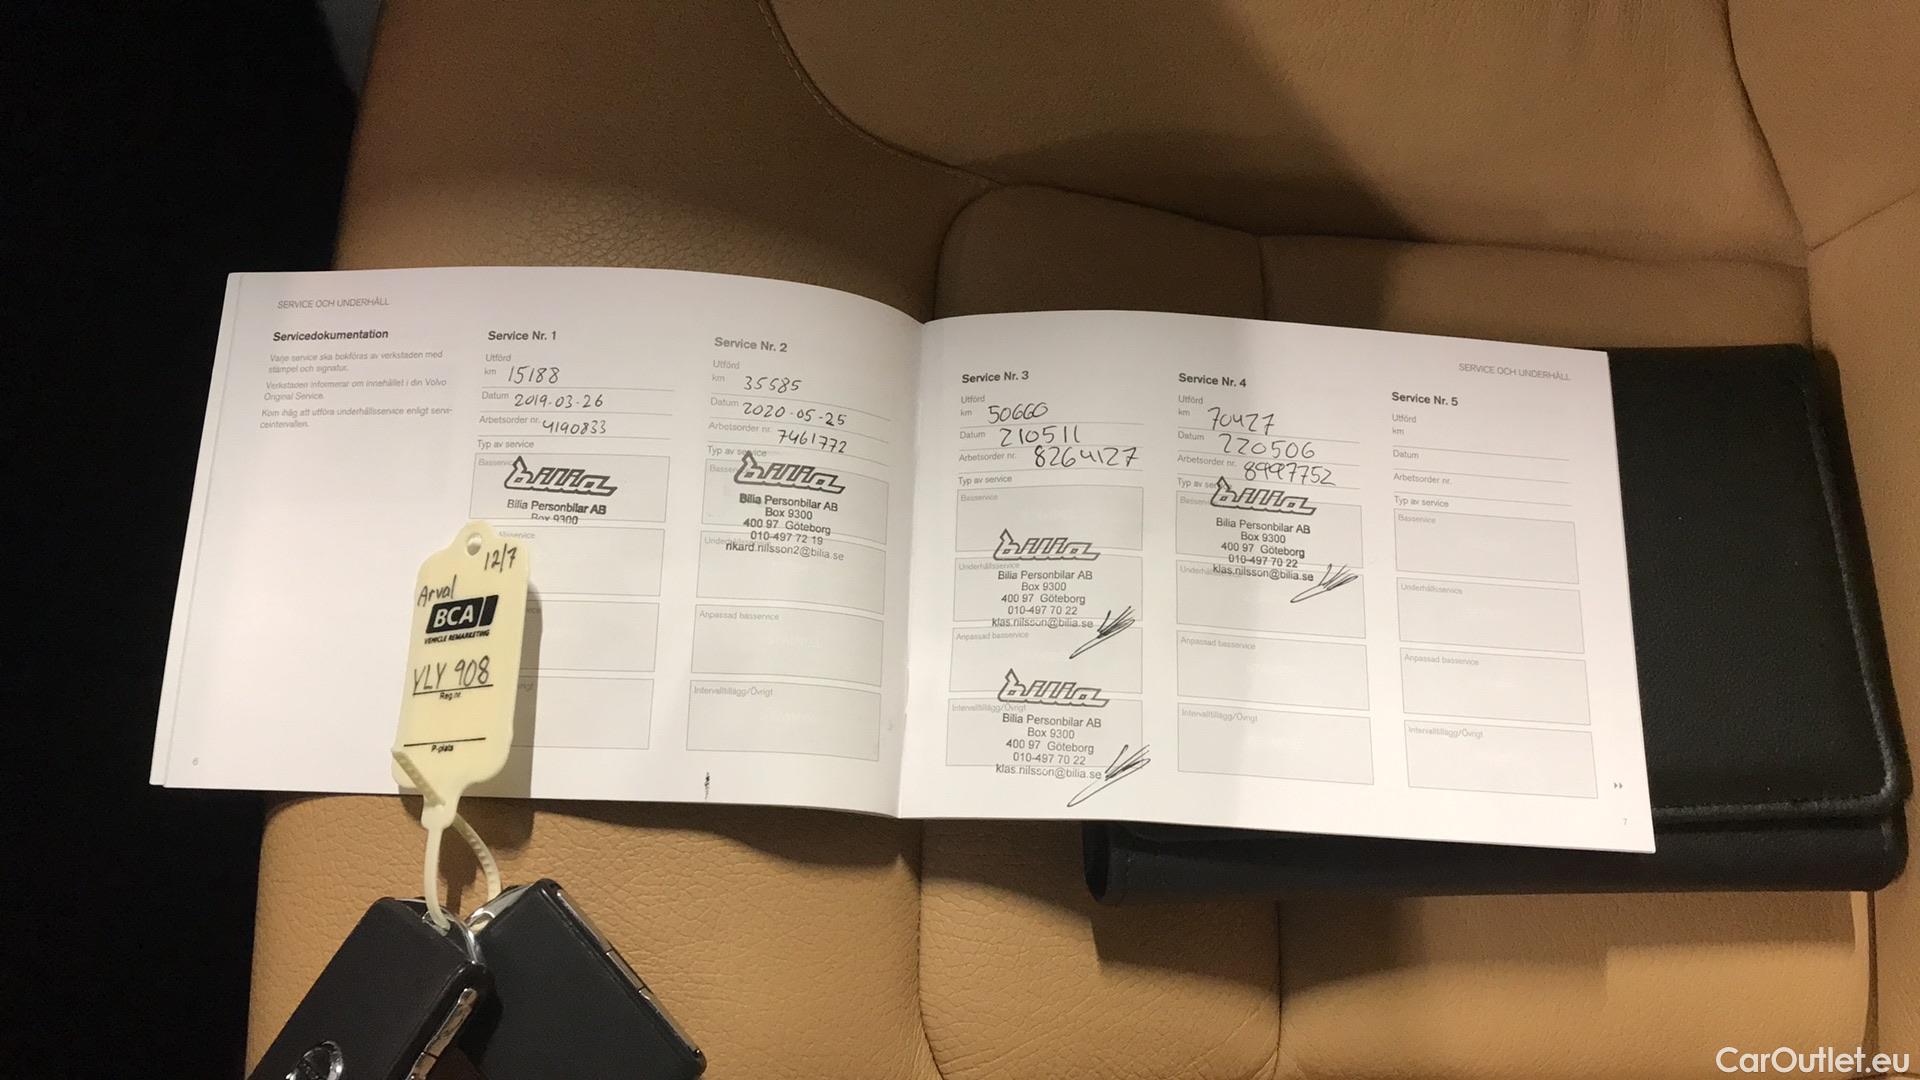 SERVICE OCH UNDERHÅLL
Servicedokumentation
Varje service ska bokföras av verkstaden med
stämpel och signatur.
Verkstaden informerar om innehållet i din Volvo
Original Service.
Kom ihåg att utföra underhållsservice enligt servi-
ceintervallen.
6
Service Nr. 1
Utförd
km 15188
Datum 2019-03-26
Arbetsorder nr. 4190833
Typ av service
Basservice
bilia
Bilia Personbilar AB
Box 9300
Service Nr. 2
Utförd
km 35585
Datum 2020-05-25
Arbetsorder nr. 7461772
Typ av service
bilia
Bilia Personbilar AB
Box 9300
400 97 Göteborg
010-497 72 19
rikard.nilsson2@bilia.se
Anpassad basservice
Intervalltillägg/Övrigt
SERVICE OCH UNDERHÅLL
Service Nr. 3
Utförd
km 50660
Datum 210511
Arbetsorder nr. 8264127
Typ av service
Basservice
Underhållsservice
bilia
Bilia Personbilar AB
Box 9300
400 97 Göteborg
010-497 70 22
klas.nilsson@bilia.se
Anpassad basservice
bilia
Intervalltillägg/Övrigt
Bilia Personbilar AB
Box 9300
400 97 Göteborg
010-497 70 22
klas.nilsson@bilia.se
Service Nr. 4
Utförd
km 70427
Datum 220506
Arbetsorder nr. 8997752
Typ av service
bilia
Bilia Personbilar AB
Box 9300
400 97 Göteborg
010-497 70 22
klas.nilsson@bilia.se
Anpassad basservice
Intervalltillägg/Övrigt
Service Nr. 5
Utförd
km
Datum
Arbetsorder nr.
Typ av service
Basservice
Underhållsservice
Anpassad basservice
Intervalltillägg/Övrigt
7
12/7
Arval
BCA
VEHICLE REMARKETING
YLY 908
Reg.nr
P-plats
CarOutlet.eu